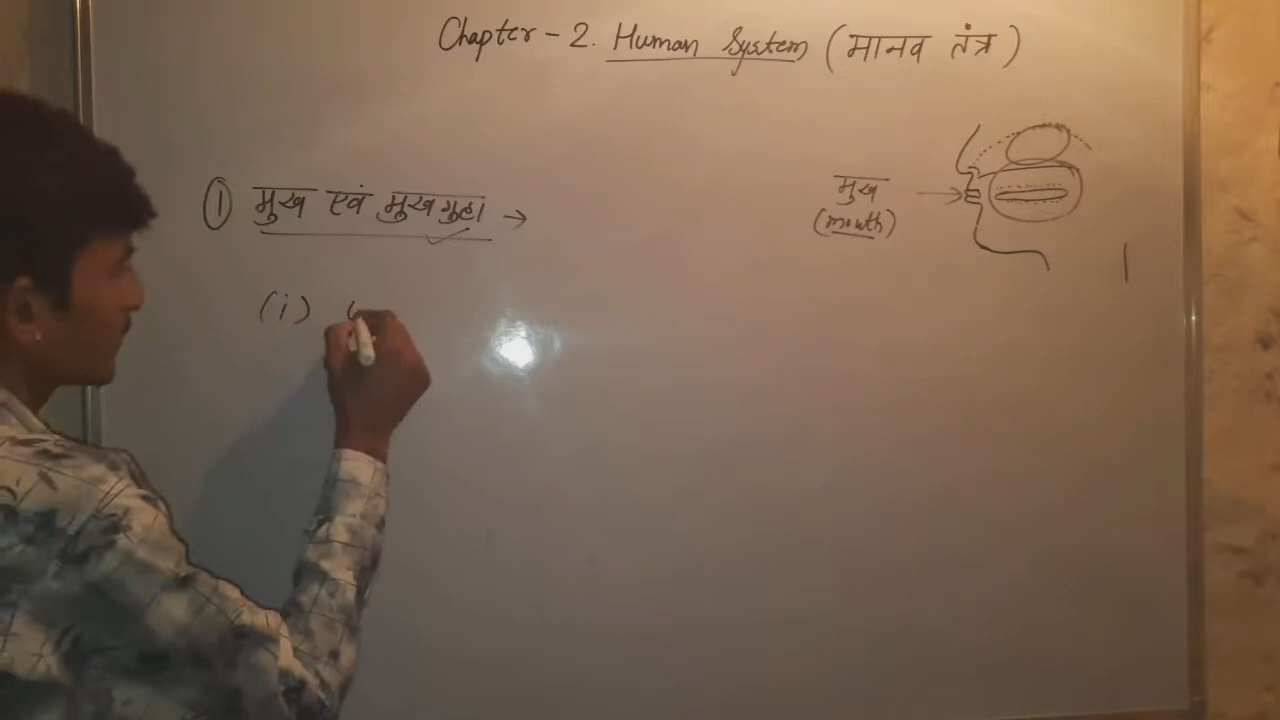 Chapter - 2. Human System (मानव तंत्र)
① मुख एवं मुखगुहा →
मुख
(mouth)
(i)